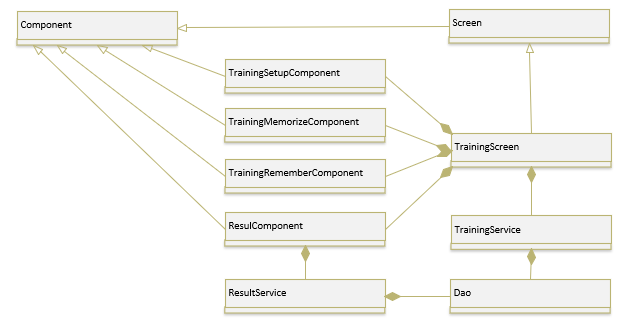 Component
Screen
TrainingSetupComponent
TrainingMemorizeComponent
TrainingScreen
TrainingRememberComponent
ResulComponent
TrainingService
ResultService
Dao